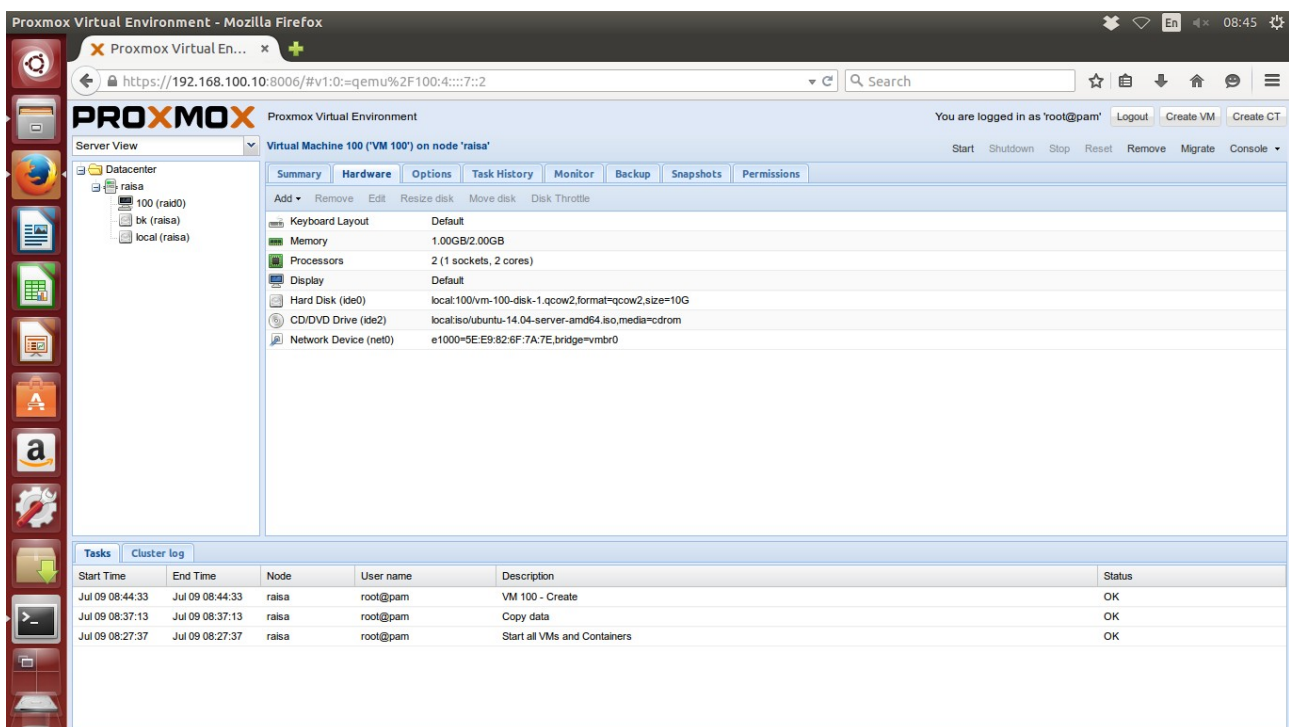 Proxmox Virtual Environment - Mozilla Firefox En 08:45
Proxmox Virtual En... ×
https://192.168.100.10:8006/#v1:0:=qemu%2F100:4::::7::2 Search
PROXMOX Proxmox Virtual Environment You are logged in as 'root@pam' Logout Create VM Create CT
Server View Virtual Machine 100 ('VM 100') on node 'raisa' Start Shutdown Stop Reset Remove Migrate Console
Datacenter
raisa
100 (raid0)
bk (raisa)
local (raisa)
Summary Hardware Options Task History Monitor Backup Snapshots Permissions
Add Remove Edit Resize disk Move disk Disk Throttle
Keyboard Layout Default
Memory 1.00GB/2.00GB
Processors 2 (1 sockets, 2 cores)
Display Default
Hard Disk (ide0) local:100/vm-100-disk-1.qcow2,format=qcow2,size=10G
CD/DVD Drive (ide2) local:iso/ubuntu-14.04-server-amd64.iso,media=cdrom
Network Device (net0) e1000=5E:E9:82:6F:7A:7E,bridge=vmbr0
Tasks Cluster log
Start Time End Time Node User name Description Status
Jul 09 08:44:33 Jul 09 08:44:33 raisa root@pam VM 100 - Create OK
Jul 09 08:37:13 Jul 09 08:37:13 raisa root@pam Copy data OK
Jul 09 08:27:37 Jul 09 08:27:37 raisa root@pam Start all VMs and Containers OK